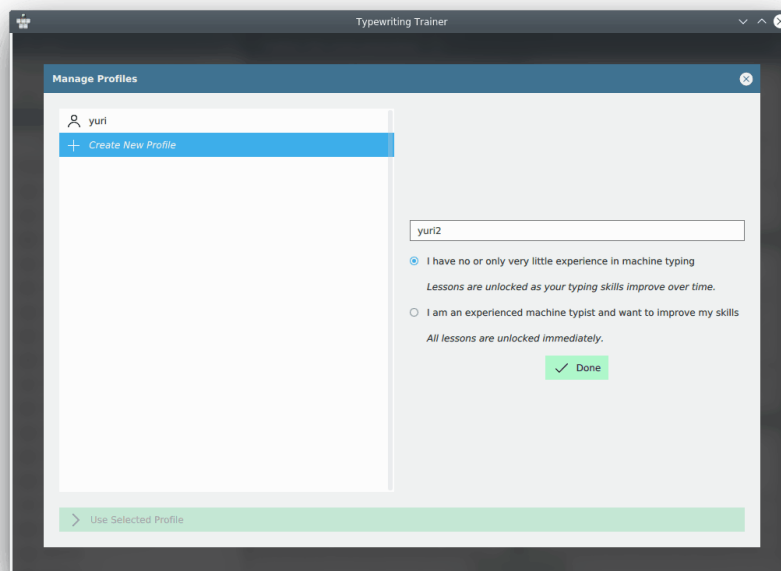 Typewriting Trainer
Manage Profiles
yuri
Create New Profile
yuri2
I have no or only very little experience in machine typing
Lessons are unlocked as your typing skills improve over time.
I am an experienced machine typist and want to improve my skills
All lessons are unlocked immediately.
Done
Use Selected Profile